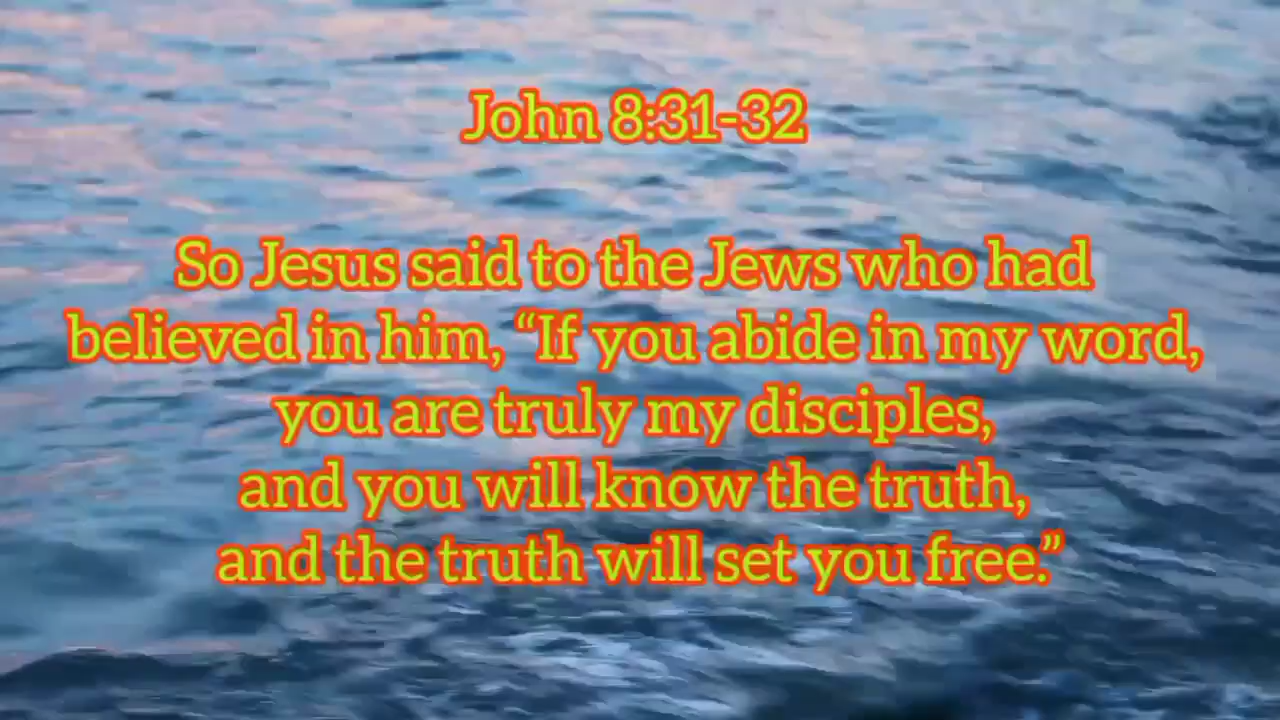 John 8:31-32
So Jesus said to the Jews who had
believed in him, “If you abide in my word,
you are truly my disciples,
and you will know the truth,
and the truth will set you free.”